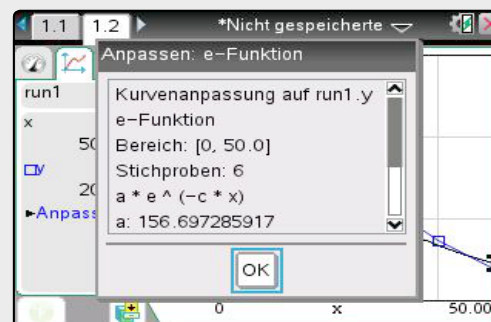 1.1 1.2 *Nicht gespeicherte
Anpassen: e-Funktion
run1
x
50
y
20
►Anpass
Kurvenanpassung auf run1.y
e-Funktion
Bereich: [0, 50.0]
Stichproben: 6
a * e ^ (-c * x)
a: 156.697285917
OK
0 x 50.00